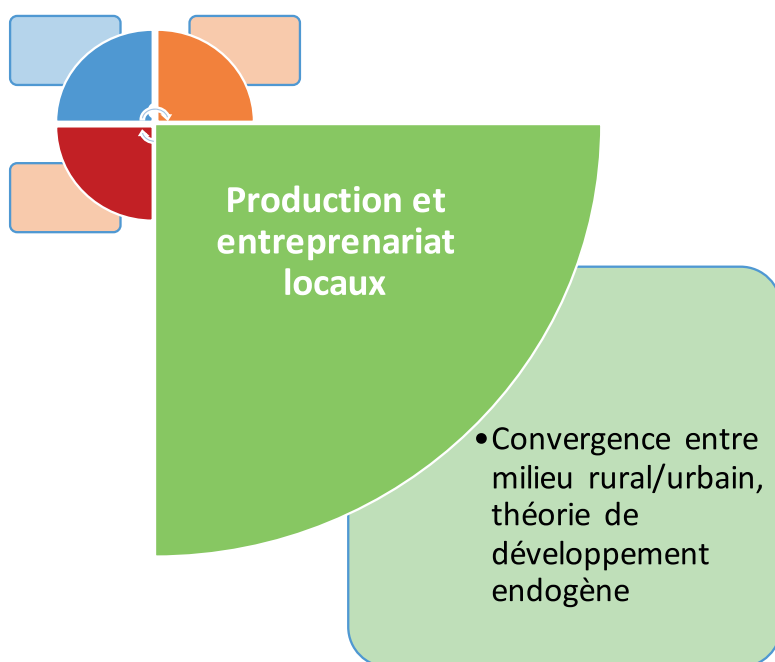 Production et
entreprenariat
locaux
•Convergence entre
milieu rural/urbain,
théorie de
développement
endogène